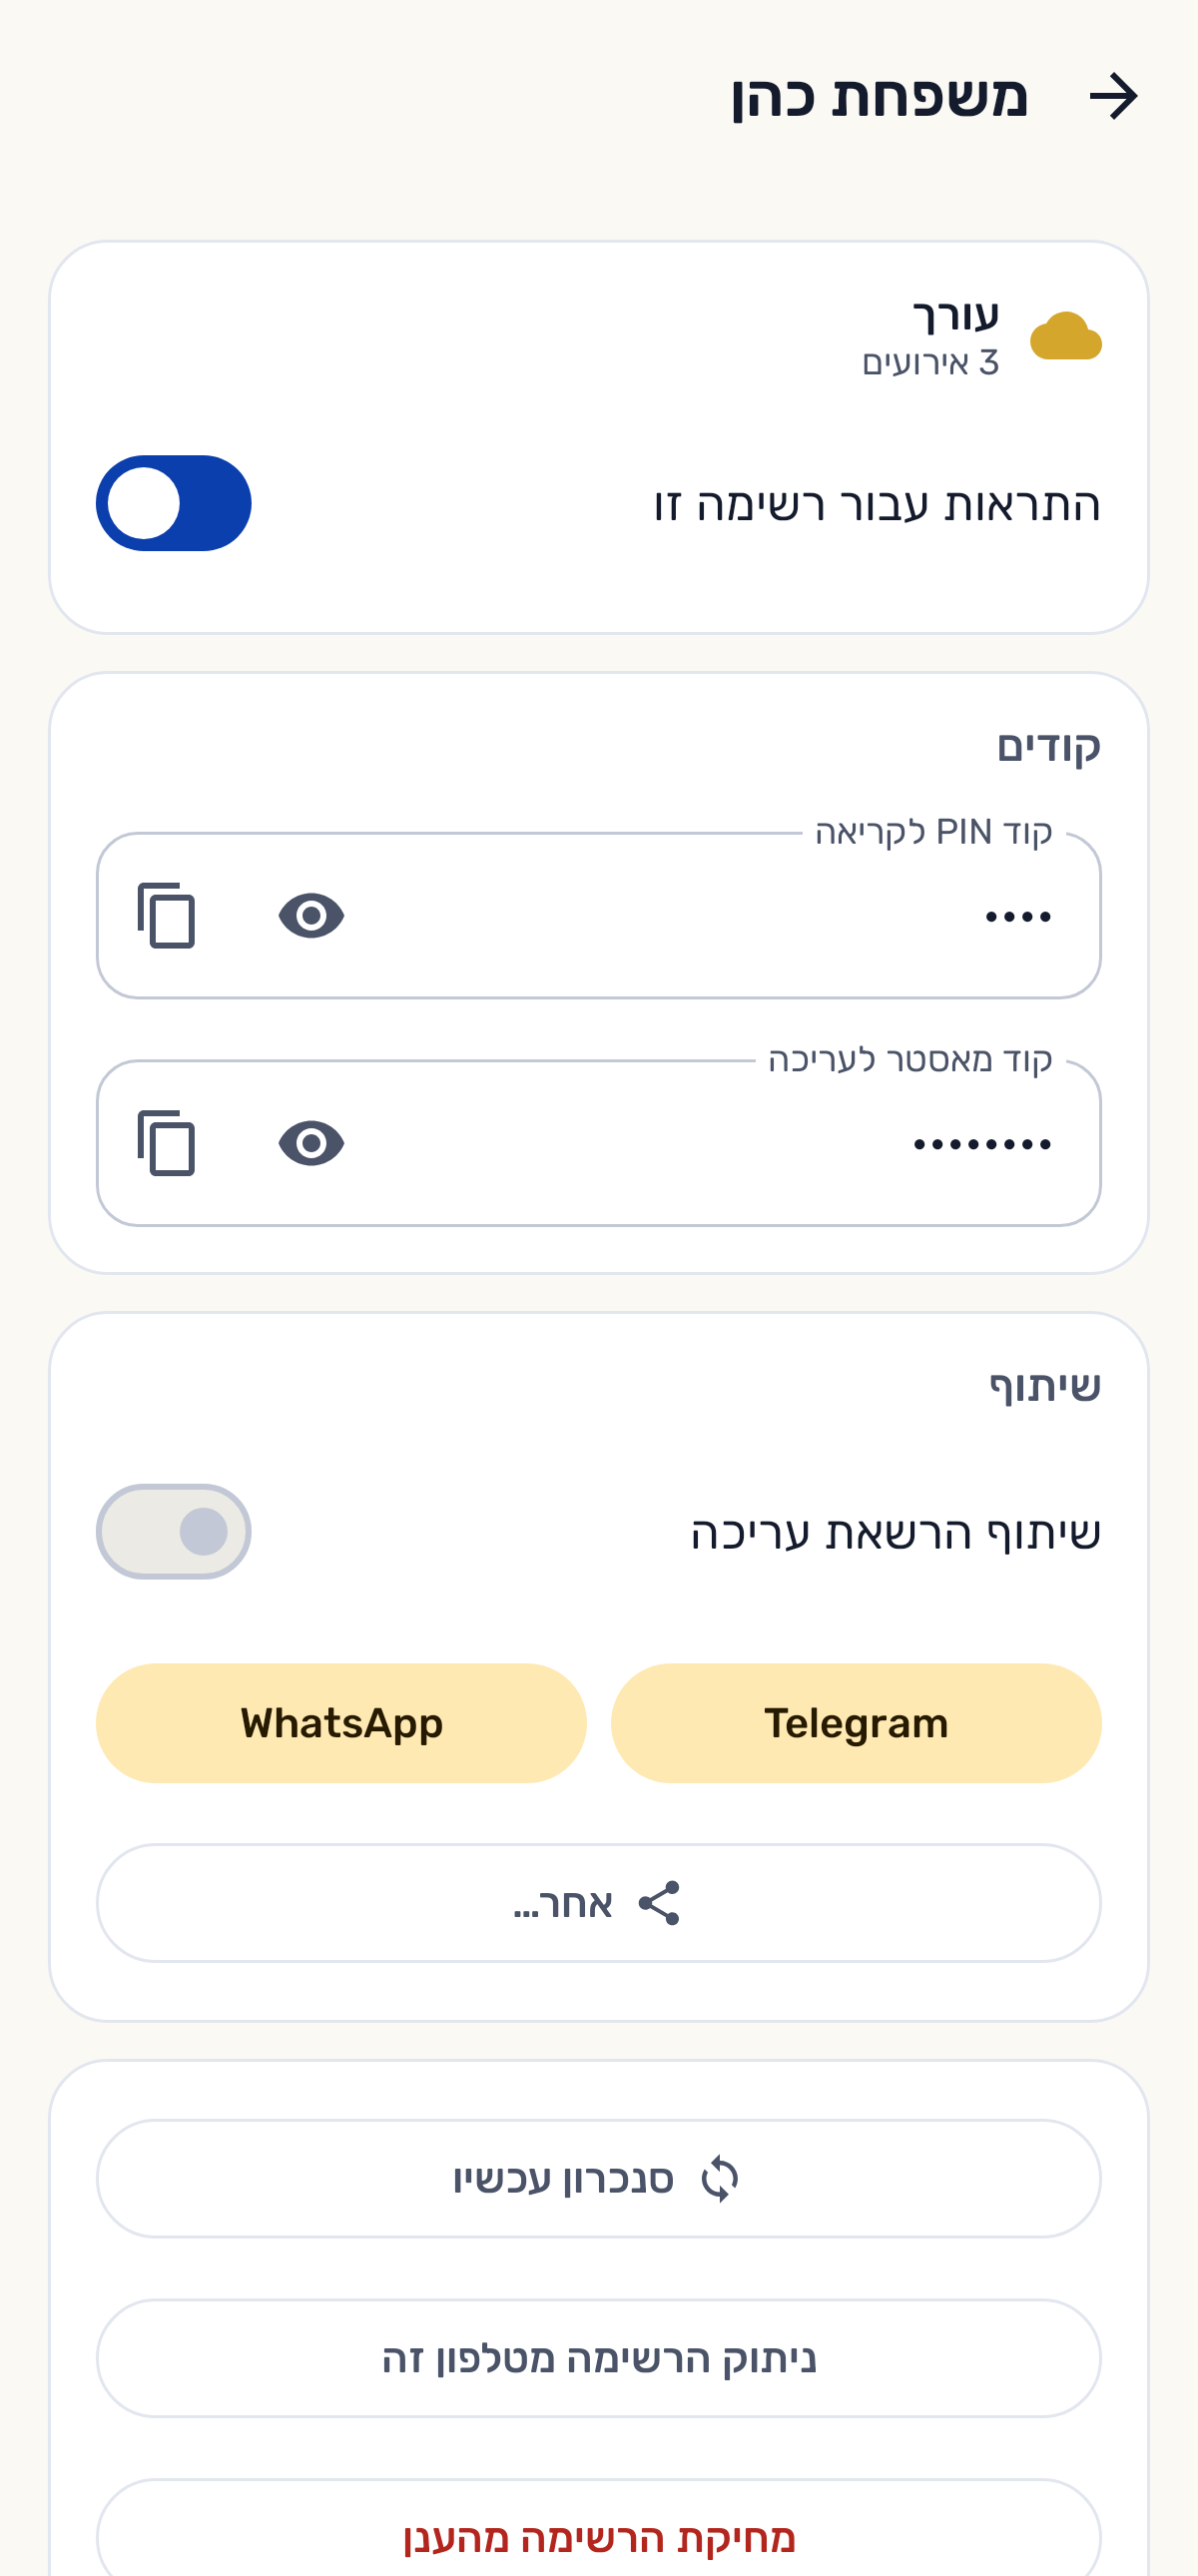 משפחת כהן
עורך
3 אירועים
התראות עבור רשימה זו
קודים
קוד PIN לקריאה
••••
קוד מאסטר לעריכה
••••••••
שיתוף
שיתוף הרשאת עריכה
Telegram
WhatsApp
אחר...
סנכרון עכשיו
ניתוק הרשימה מטלפון זה
מחיקת הרשימה מהענן